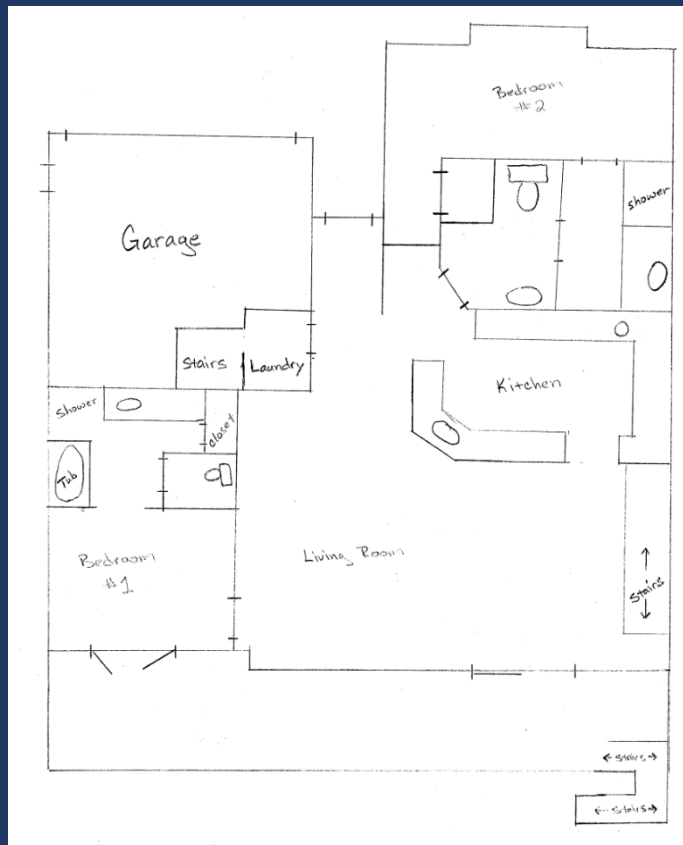 Bedroom
#2
Garage
shower
Stairs
Laundry
Kitchen
shower
closet
Tub
Bedroom
#1
Living Room
Stairs
Stairs
Stairs